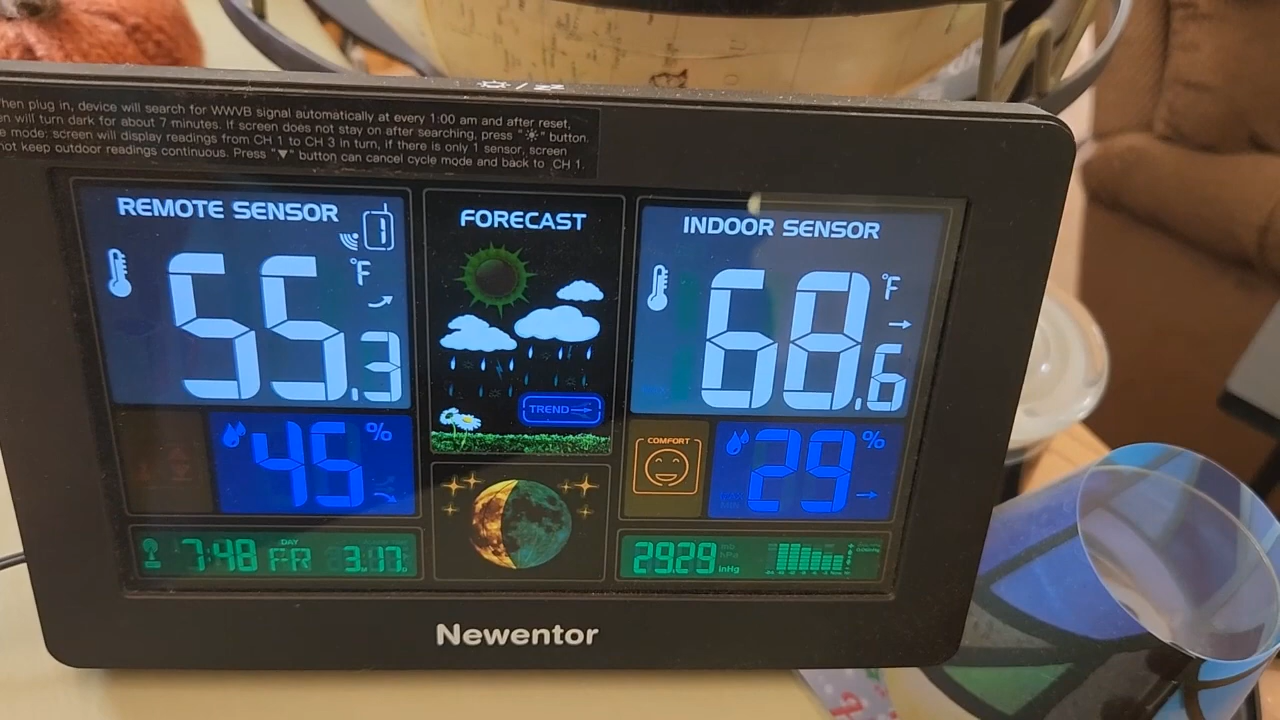 hen plug in, device will search for WWVB signal automatically at every 1:00 am and after reset,
en will turn dark for about 7 minutes. If screen does not stay on after searching, press "☀" button.
e mode: screen will display readings from CH 1 to CH 3 in turn, if there is only 1 sensor, screen
not keep outdoor readings continuous. Press "▼" button can cancel cycle mode and back to CH 1.
REMOTE SENSOR
1
55.3 °F
45 %
7:48 DAY FR 3.17
FORECAST
TREND
INDOOR SENSOR
68.6 °F
COMFORT
29 %
29.29 inHg
Newentor